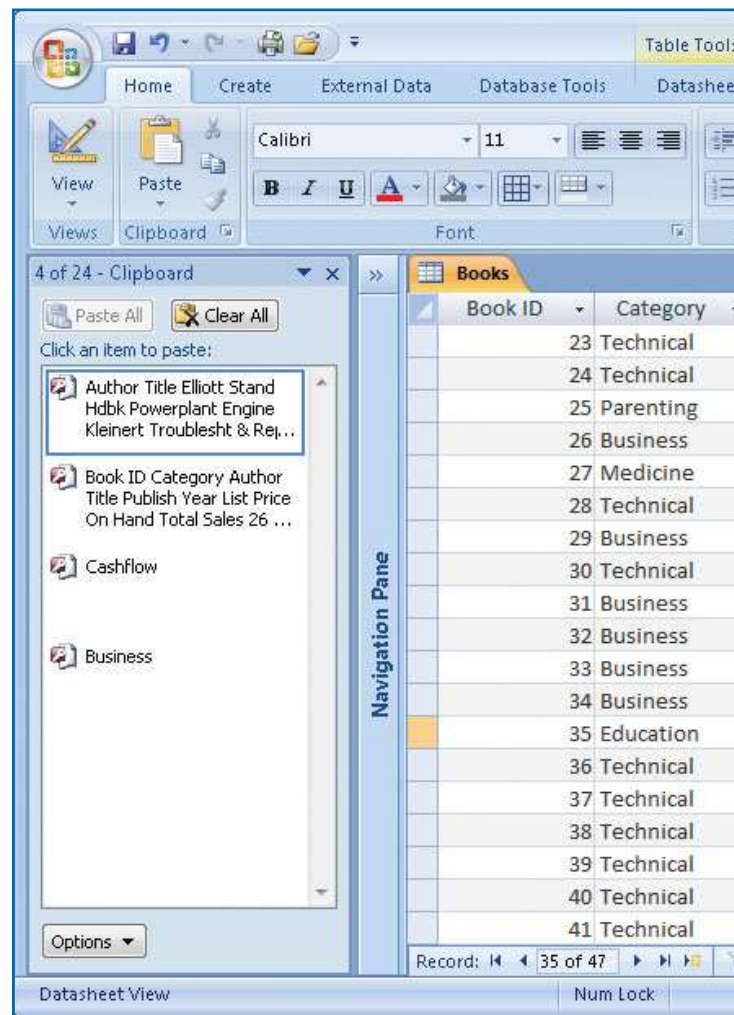 Table Tools
Home Create External Data Database Tools Datashee
Calibri 11
View Paste B I U A
Views Clipboard Font
4 of 24 - Clipboard
Paste All Clear All
Click an item to paste:
Author Title Elliott Stand
Hdbk Powerplant Engine
Kleinert Troublesht & Rep...
Book ID Category Author
Title Publish Year List Price
On Hand Total Sales 26 ...
Cashflow
Business
Options
Navigation Pane
Books
Book ID Category
23 Technical
24 Technical
25 Parenting
26 Business
27 Medicine
28 Technical
29 Business
30 Technical
31 Business
32 Business
33 Business
34 Business
35 Education
36 Technical
37 Technical
38 Technical
39 Technical
40 Technical
41 Technical
Record: 35 of 47
Datasheet View Num Lock